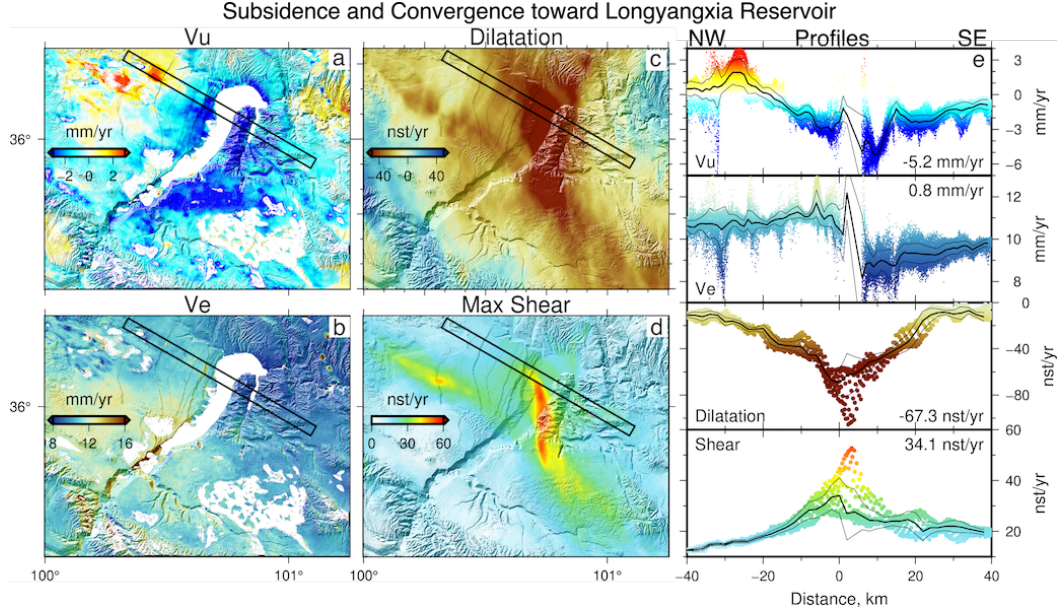 Subsidence and Convergence toward Longyangxia Reservoir
Vu
a
36°
mm/yr
−2 0 2
Dilatation
c
nst/yr
−40 0 40
Ve
b
36°
mm/yr
8 12 16
100° 101°
Max Shear
d
nst/yr
0 30 60
101°
NW Profiles SE
e
3
0
−3
−6
mm/yr
Vu -5.2 mm/yr
0.8 mm/yr
12
10
8
mm/yr
Ve
0
−40
−80
nst/yr
Dilatation -67.3 nst/yr
Shear 34.1 nst/yr
60
40
20
nst/yr
−40 −20 0 20 40
Distance, km